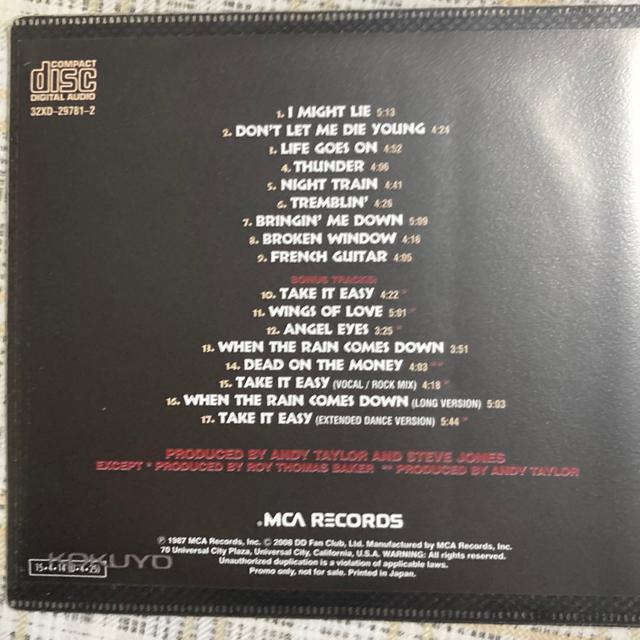 COMPACT
disc
DIGITAL AUDIO
32XD-29781-2
1. I MIGHT LIE 5:13
2. DON'T LET ME DIE YOUNG 4:24
3. LIFE GOES ON 4:52
4. THUNDER 4:06
5. NIGHT TRAIN 4:41
6. TREMBLIN' 4:26
7. BRINGIN' ME DOWN 5:09
8. BROKEN WINDOW 4:16
9. FRENCH GUITAR 4:05
BONUS TRACKS:
10. TAKE IT EASY 4:22 *
11. WINGS OF LOVE 5:01 *
12. ANGEL EYES 3:25 *
13. WHEN THE RAIN COMES DOWN 3:51
14. DEAD ON THE MONEY 4:03 **
15. TAKE IT EASY (VOCAL / ROCK MIX) 4:18 *
16. WHEN THE RAIN COMES DOWN (LONG VERSION) 5:03
17. TAKE IT EASY (EXTENDED DANCE VERSION) 5:44 *
PRODUCED BY ANDY TAYLOR AND STEVE JONES
EXCEPT * PRODUCED BY ROY THOMAS BAKER ** PRODUCED BY ANDY TAYLOR
.MCA RECORDS
℗ 1987 MCA Records, Inc. © 2008 DD Fan Club, Ltd. Manufactured by MCA Records, Inc.
70 Universal City Plaza, Universal City, California, U.S.A. WARNING: All rights reserved.
Unauthorized duplication is a violation of applicable laws.
Promo only, not for sale. Printed in Japan.
KOKUYO
15•4•14